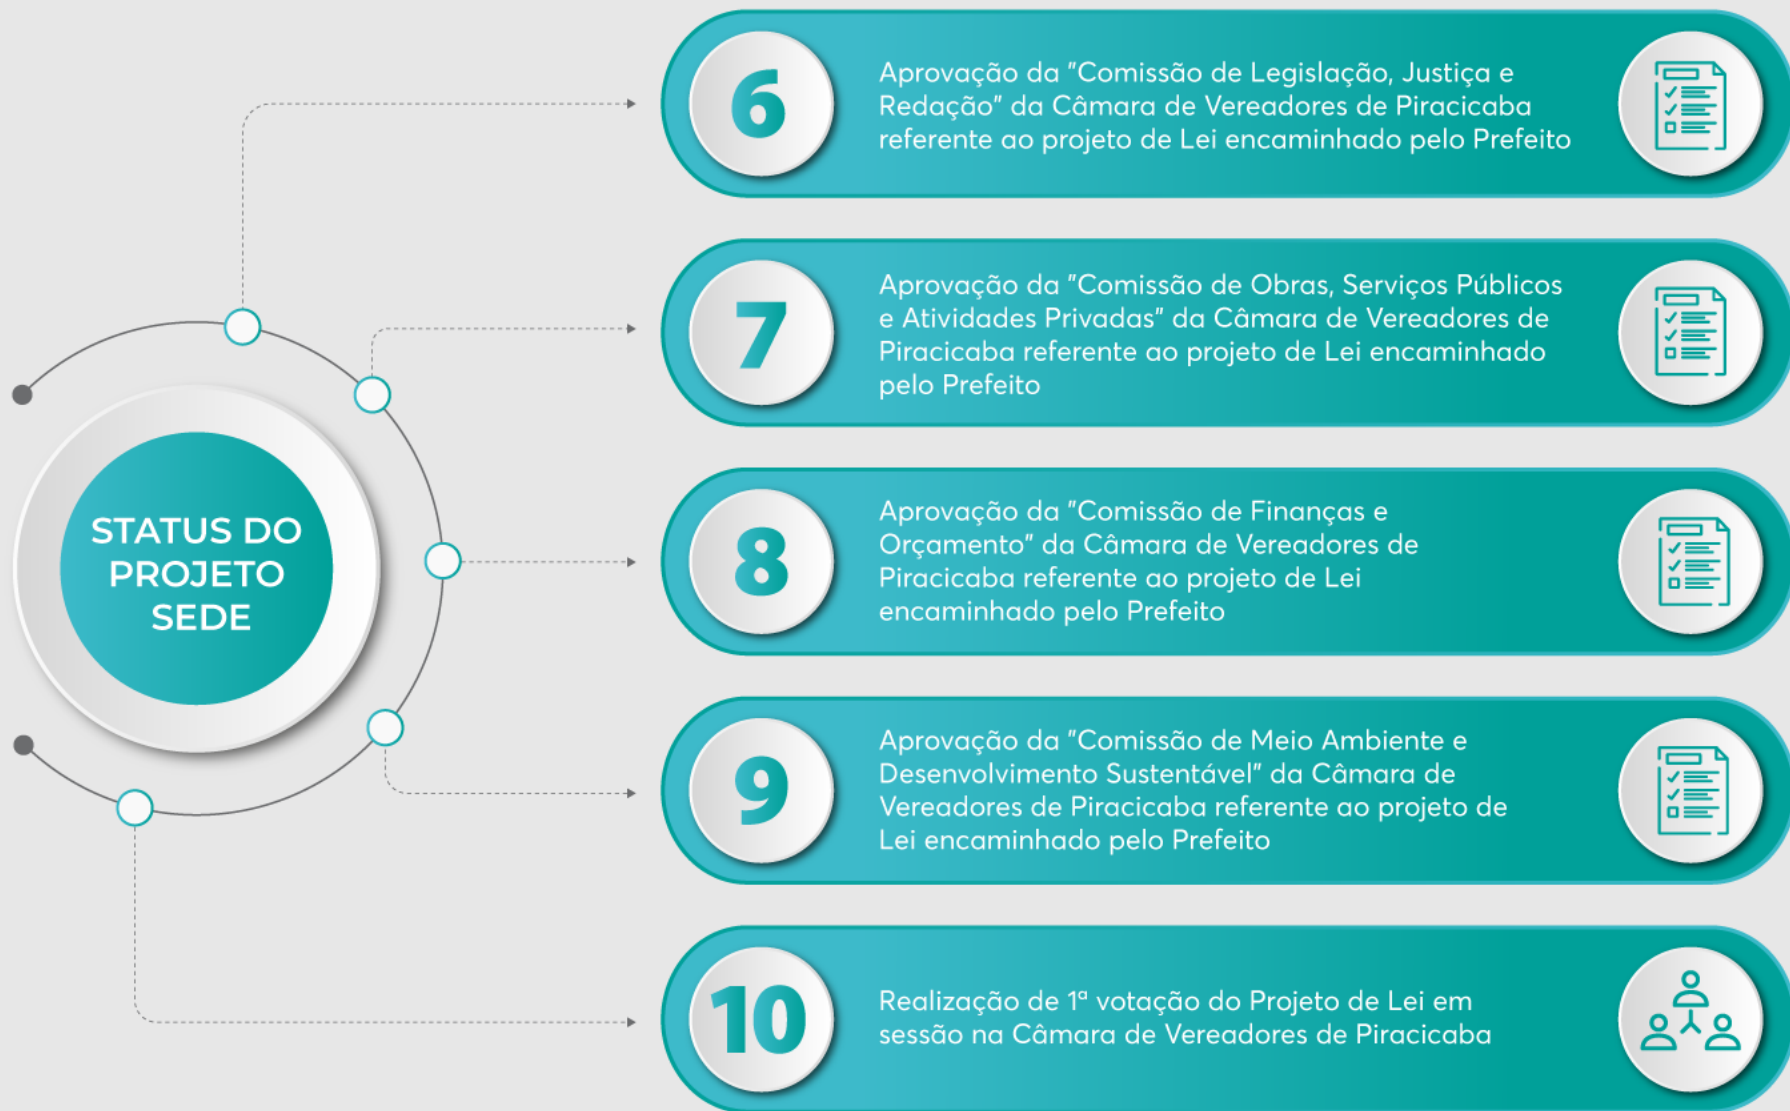 STATUS DO
PROJETO
SEDE
6
Aprovação da "Comissão de Legislação, Justiça e
Redação" da Câmara de Vereadores de Piracicaba
referente ao projeto de Lei encaminhado pelo Prefeito
7
Aprovação da "Comissão de Obras, Serviços Públicos
e Atividades Privadas" da Câmara de Vereadores de
Piracicaba referente ao projeto de Lei encaminhado
pelo Prefeito
8
Aprovação da "Comissão de Finanças e
Orçamento" da Câmara de Vereadores de
Piracicaba referente ao projeto de Lei
encaminhado pelo Prefeito
9
Aprovação da "Comissão de Meio Ambiente e
Desenvolvimento Sustentável" da Câmara de
Vereadores de Piracicaba referente ao projeto de
Lei encaminhado pelo Prefeito
10
Realização de 1ª votação do Projeto de Lei em
sessão na Câmara de Vereadores de Piracicaba